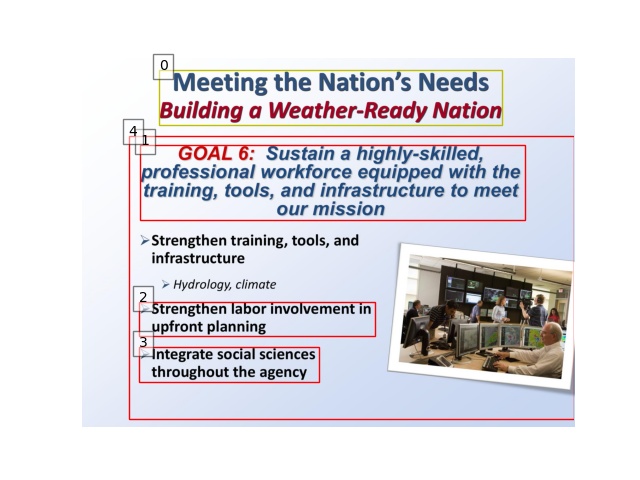 0
Meeting the Nation's Needs
Building a Weather-Ready Nation
4
1
GOAL 6: Sustain a highly-skilled,
professional workforce equipped with the
training, tools, and infrastructure to meet
our mission
➢Strengthen training, tools, and
infrastructure
➢ Hydrology, climate
2
➢Strengthen labor involvement in
upfront planning
3
➢Integrate social sciences
throughout the agency